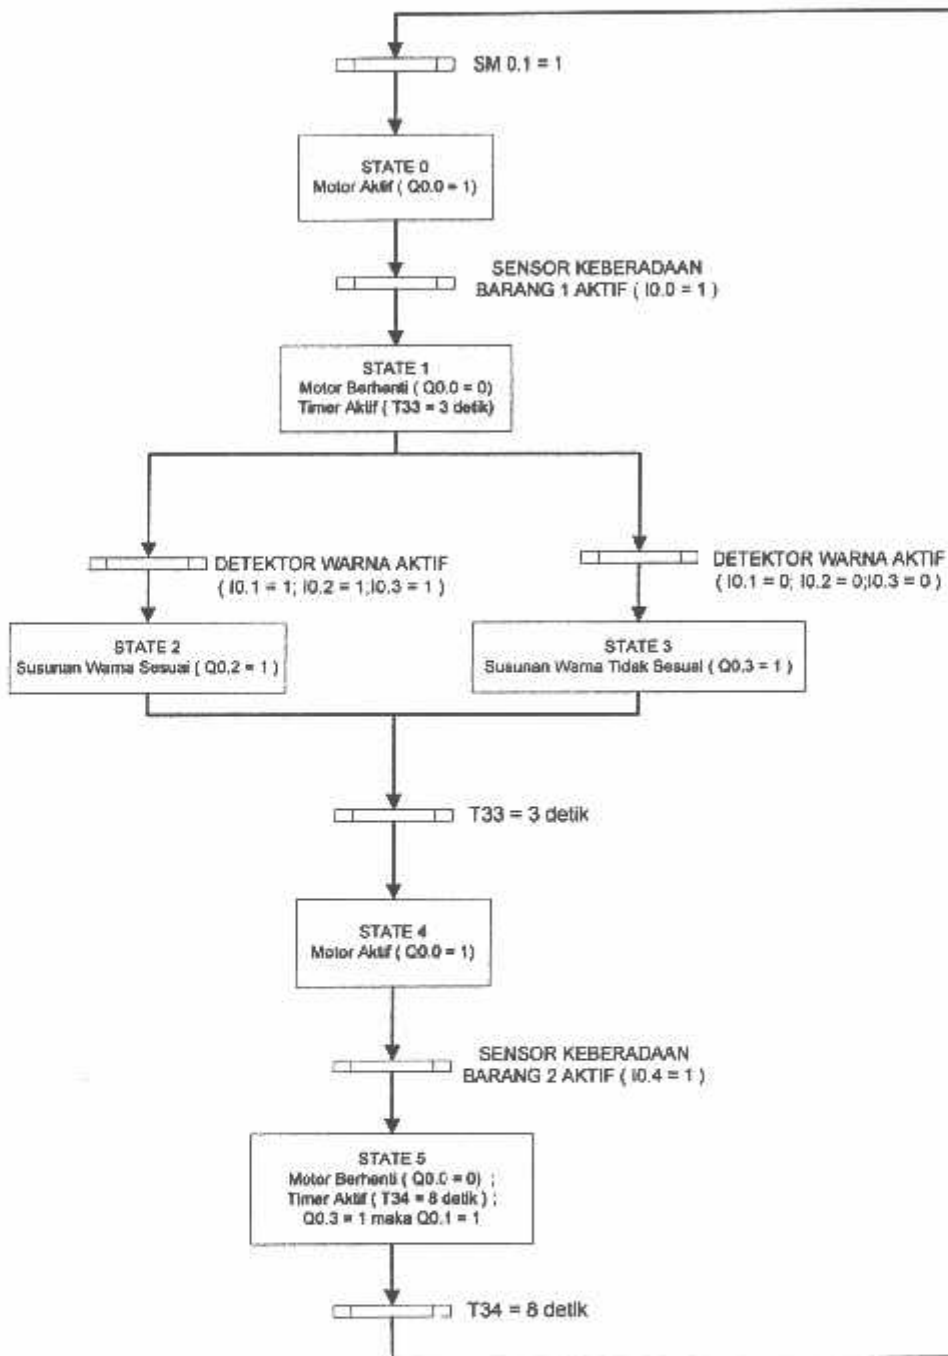 SM 0.1 = 1
STATE 0
Motor Aktif ( Q0.0 = 1)
SENSOR KEBERADAAN
BARANG 1 AKTIF ( I0.0 = 1 )
STATE 1
Motor Berhenti ( Q0.0 = 0)
Timer Aktif ( T33 = 3 detik)
DETEKTOR WARNA AKTIF
( I0.1 = 1; I0.2 = 1;I0.3 = 1 )
DETEKTOR WARNA AKTIF
( I0.1 = 0; I0.2 = 0;I0.3 = 0 )
STATE 2
Susunan Warna Sesuai ( Q0.2 = 1 )
STATE 3
Susunan Warna Tidak Sesuai ( Q0.3 = 1 )
T33 = 3 detik
STATE 4
Motor Aktif ( Q0.0 = 1)
SENSOR KEBERADAAN
BARANG 2 AKTIF ( I0.4 = 1 )
STATE 5
Motor Berhenti ( Q0.0 = 0) ;
Timer Aktif ( T34 = 8 detik ) ;
Q0.3 = 1 maka Q0.1 = 1
T34 = 8 detik